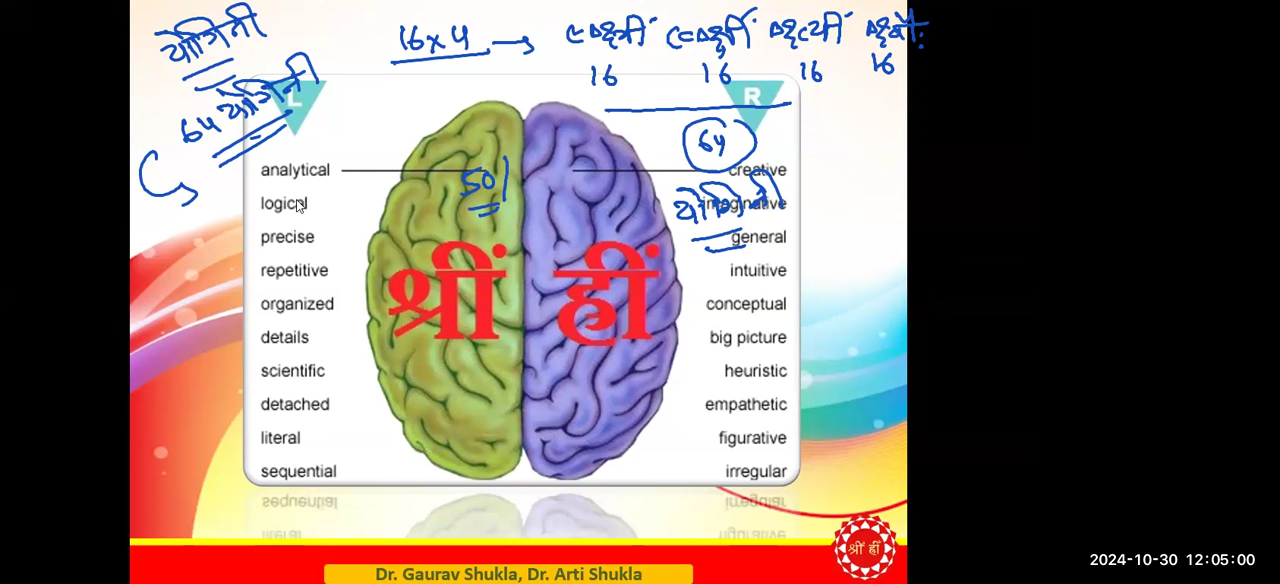 योगिनी
16x4 →
16 16 16 16
64 योगिनी
64
L R
analytical creative
50
logical imaginative
योगिनी
precise general
repetitive intuitive
organized conceptual
श्रीं ह्रीं
details big picture
scientific heuristic
detached empathetic
literal figurative
sequential irregular
श्रीं ह्रीं
Dr. Gaurav Shukla, Dr. Arti Shukla
2024-10-30 12:05:00